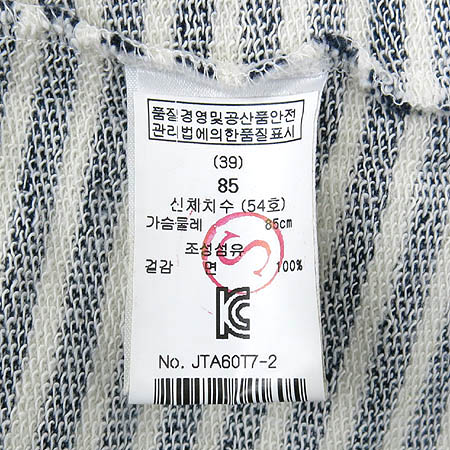 품질경영및공산품안전
관리법에의한품질표시
(39)
85
신체치수 (54호)
가슴둘레 85cm
조성섬유
겉감 면 100%
S
KC
No. JTA60T7-2